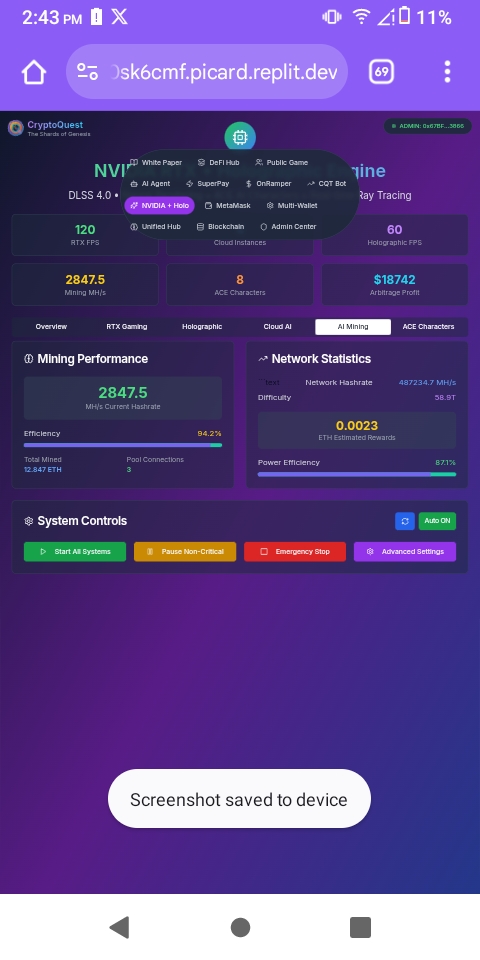 2:43 PM
11%
sk6cmf.picard.replit.dev
69
CryptoQuest
The Shards of Genesis
ADMIN: 0x67BF...3866
White Paper DeFi Hub Public Game
AI Agent SuperPay OnRamper CQT Bot
NVIDIA + Holo MetaMask Multi-Wallet
Unified Hub Blockchain Admin Center
DLSS 4.0 • Ray Tracing
120
RTX FPS
Cloud Instances
60
Holographic FPS
2847.5
Mining MH/s
8
ACE Characters
$18742
Arbitrage Profit
Overview RTX Gaming Holographic Cloud AI AI Mining ACE Characters
Mining Performance
2847.5
MH/s Current Hashrate
Efficiency 94.2%
Total Mined Pool Connections
12.847 ETH 3
Network Statistics
```text Network Hashrate 487234.7 MH/s
Difficulty 58.9T
0.0023
ETH Estimated Rewards
Power Efficiency 87.1%
System Controls
Auto ON
Start All Systems Pause Non-Critical Emergency Stop Advanced Settings
Screenshot saved to device